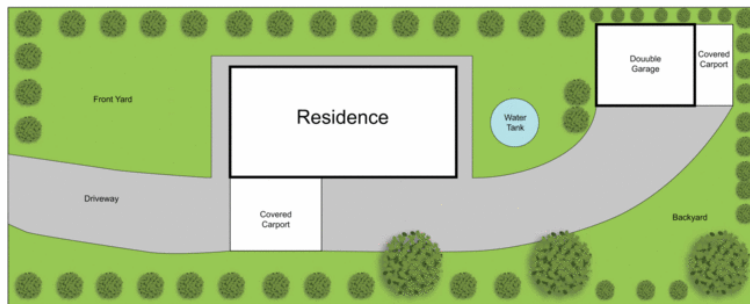 Douuble
Garage
Covered
Carport
Front Yard
Residence
Water
Tank
Driveway
Covered
Carport
Backyard